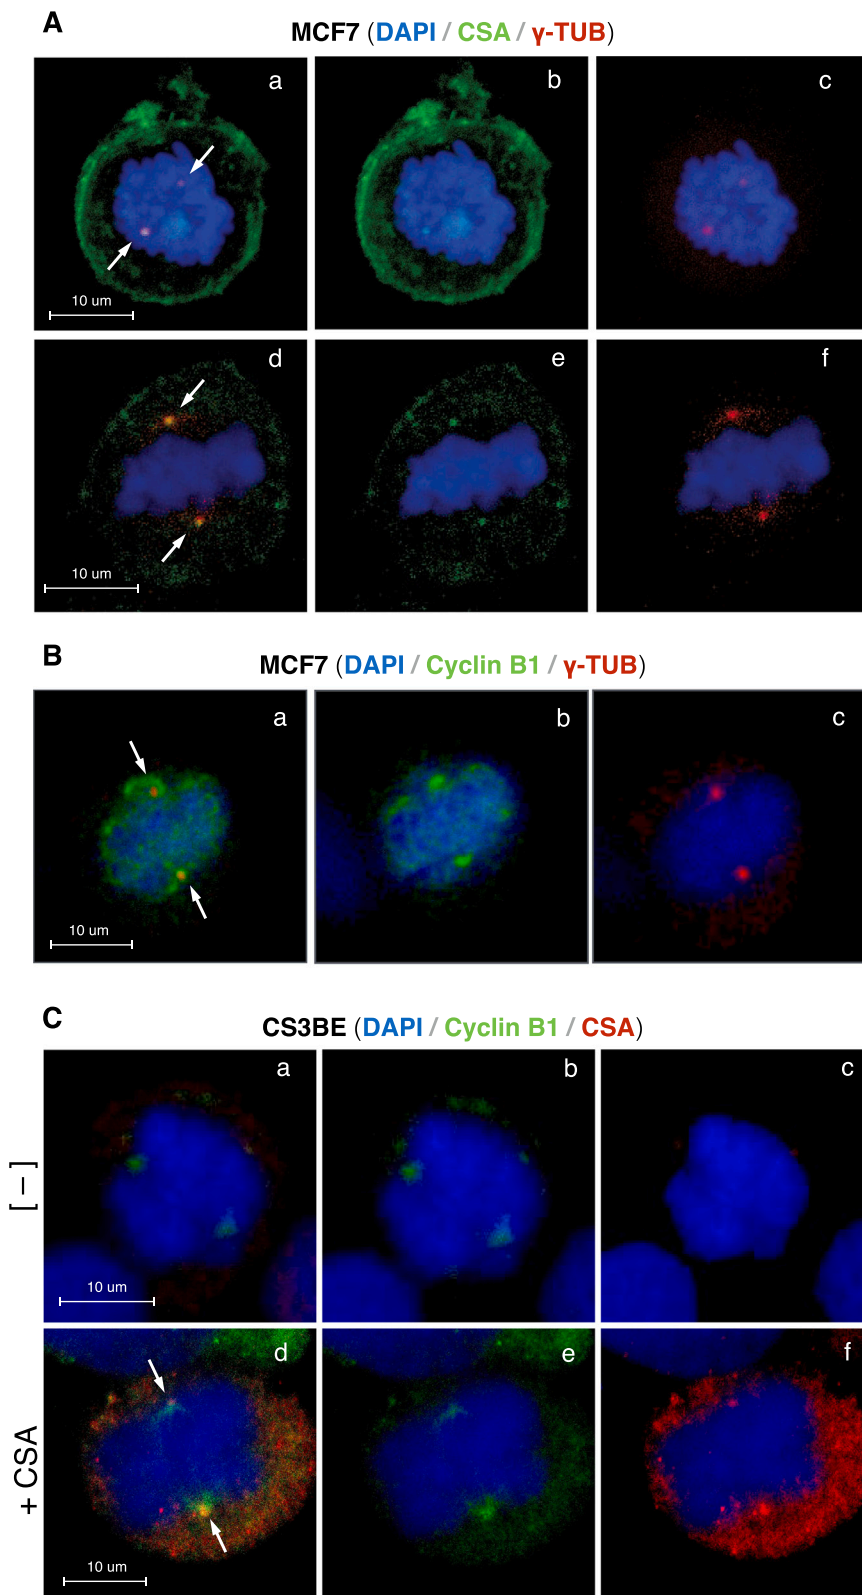 A
MCF7 (DAPI / CSA / γ-TUB)
a
b
c
10 um
d
e
f
10 um
B
MCF7 (DAPI / Cyclin B1 / γ-TUB)
a
b
c
10 um
C
CS3BE (DAPI / Cyclin B1 / CSA)
[ – ]
a
b
c
10 um
+ CSA
d
e
f
10 um